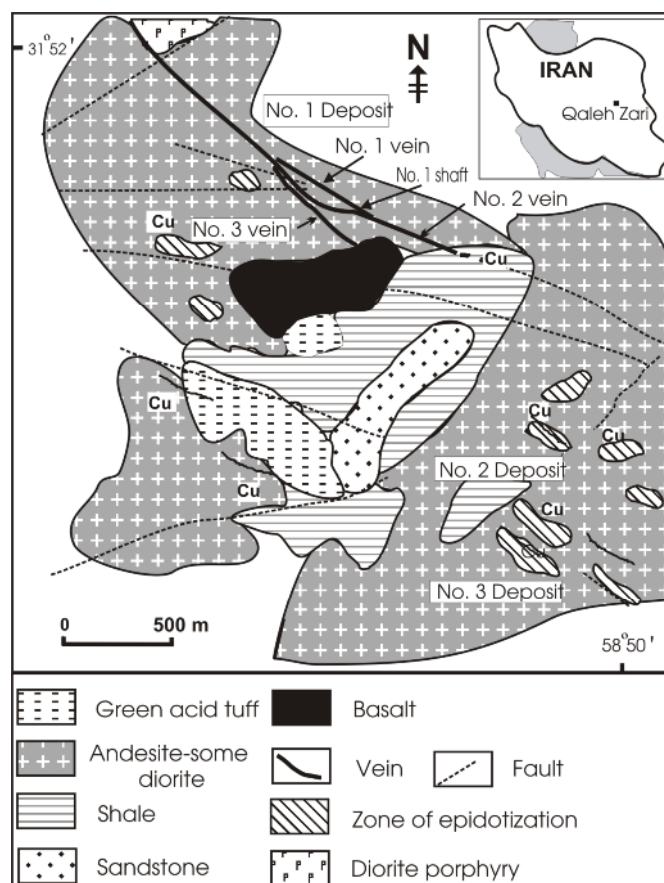 31°52'
N
IRAN
Qaleh Zari
No. 1 Deposit
No. 1 vein
No. 1 shaft
No. 2 vein
Cu
No. 3 vein
Cu
Cu
Cu
Cu
No. 2 Deposit
Cu
Cu
Cu
No. 3 Deposit
0 500 m
58°50'
Green acid tuff
Basalt
Andesite-some
diorite
Vein
Fault
Shale
Zone of epidotization
Sandstone
Diorite porphyry